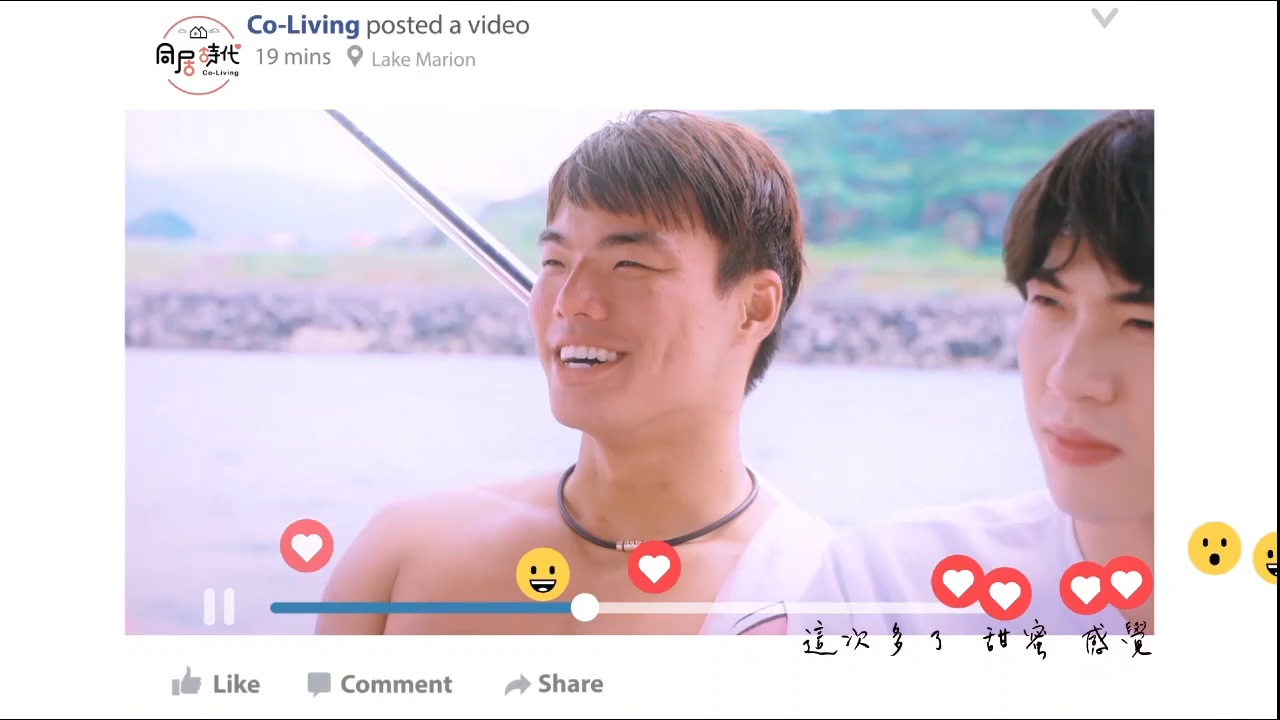 Co-Living posted a video
同居時代
Co-Living
19 mins
Lake Marion
這次多了 甜蜜 感覺
Like
Comment
Share